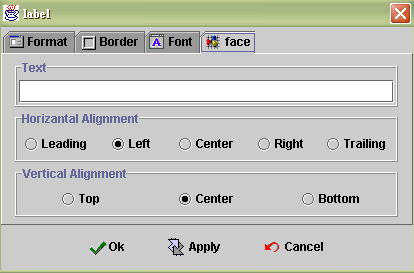 label
Format Border Font face
Text
Horizantal Alignment
Leading Left Center Right Trailing
Vertical Alignment
Top Center Bottom
Ok Apply Cancel